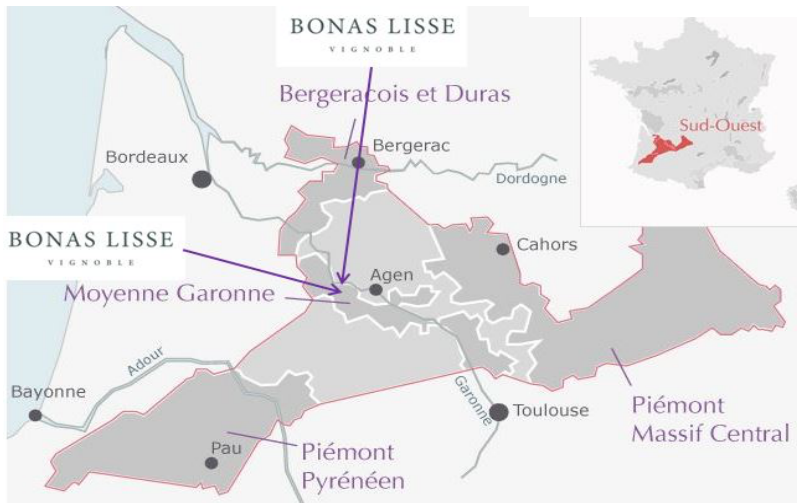 BONAS LISSE
VIGNOBLE
Bergeracois et Duras
Bordeaux
Bergerac
Dordogne
Sud-Ouest
BONAS LISSE
VIGNOBLE
Cahors
Agen
Moyenne Garonne
Adour
Bayonne
Garonne
Toulouse
Piémont
Massif Central
Pau
Piémont
Pyrénéen